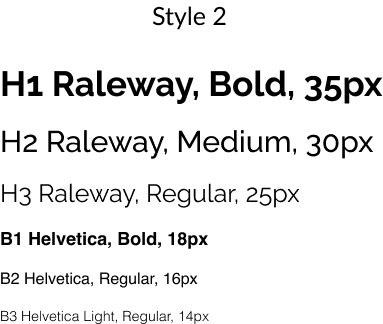 Style 2
H1 Raleway, Bold, 35px
H2 Raleway, Medium, 30px
H3 Raleway, Regular, 25px
B1 Helvetica, Bold, 18px
B2 Helvetica, Regular, 16px
B3 Helvetica Light, Regular, 14px